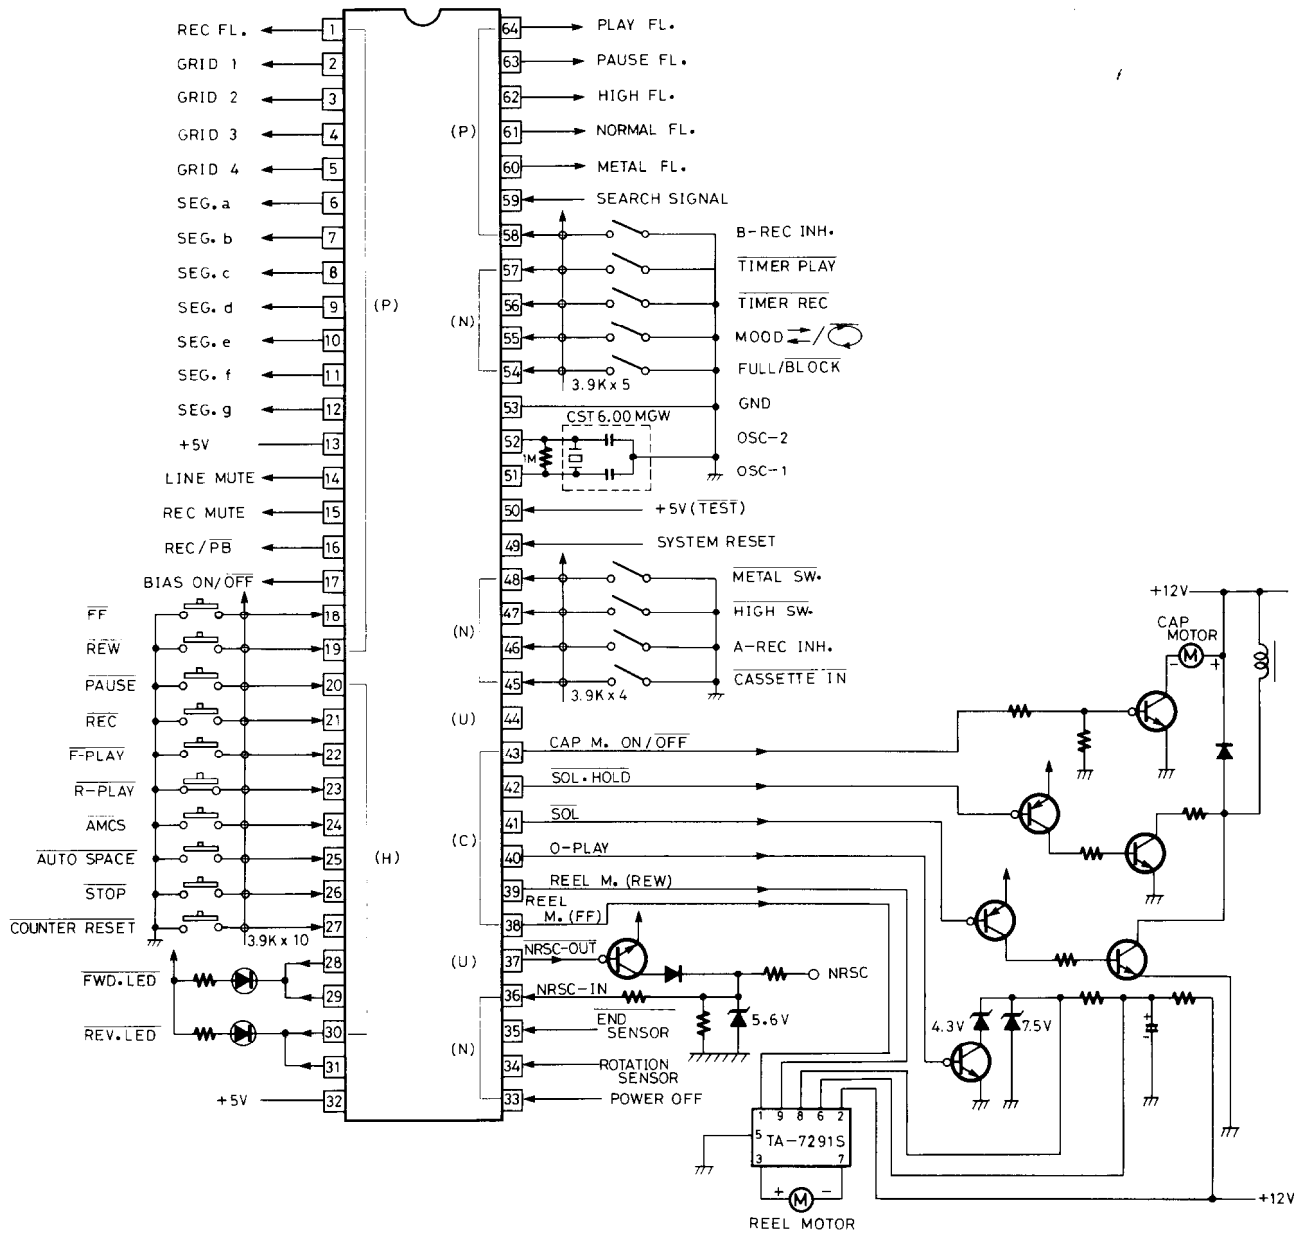 REC FL. 1
GRID 1 2
GRID 2 3
GRID 3 4
GRID 4 5
SEG.a 6
SEG.b 7
SEG.c 8
SEG.d 9
SEG.e 10
SEG.f 11
SEG.g 12
+5V 13
LINE MUTE 14
REC MUTE 15
REC/PB 16
BIAS ON/OFF 17
FF 18
REW 19
PAUSE 20
REC 21
F-PLAY 22
R-PLAY 23
AMCS 24
AUTO SPACE 25
STOP 26
COUNTER RESET 27
3.9K x 10
28
FWD.LED
29
REV.LED 30
31
+5V 32
(P)
(H)
(P)
(N)
(N)
(U)
(C)
(U)
(N)
64 PLAY FL.
63 PAUSE FL.
62 HIGH FL.
61 NORMAL FL.
60 METAL FL.
59 SEARCH SIGNAL
58 B-REC INH.
57 TIMER PLAY
56 TIMER REC
55 MOOD /
54 FULL/BLOCK
3.9K x 5
53 GND
CST 6.00 MGW
52 OSC-2
1M
51 OSC-1
50 +5V (TEST)
49 SYSTEM RESET
48 METAL SW.
47 HIGH SW.
46 A-REC INH.
45 CASSETTE IN
3.9K x 4
44
43 CAP M. ON/OFF
42 SOL.HOLD
41 SOL
40 O-PLAY
39 REEL M. (REW)
38 REEL
M. (FF)
37 NRSC-OUT
NRSC
36 NRSC-IN
5.6V
35 END
SENSOR
34 ROTATION
SENSOR
33 POWER OFF
+12V
CAP
MOTOR
- M +
4.3V
7.5V
+
1 9 8 6 2
5 TA-7291S
3 7
+ M -
REEL MOTOR
+12V